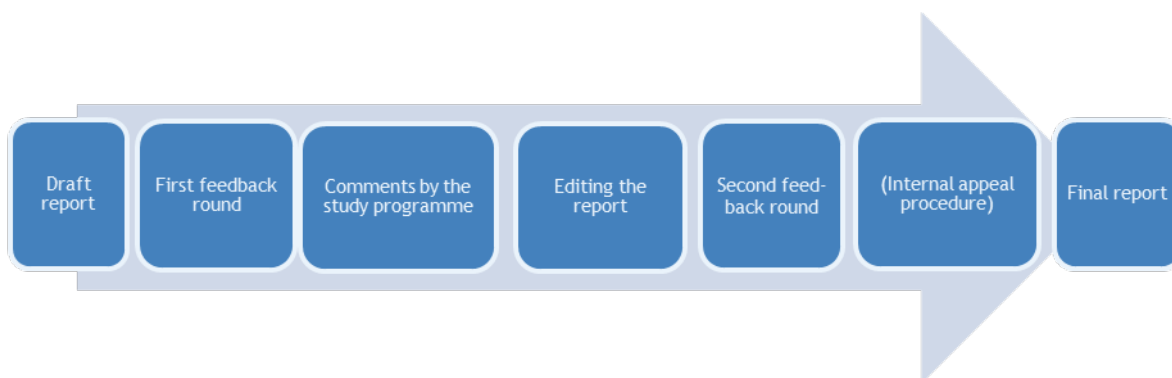 Draft
report
First feedback
round
Comments by the
study programme
Editing the
report
Second feed-
back round
(Internal appeal
procedure)
Final report